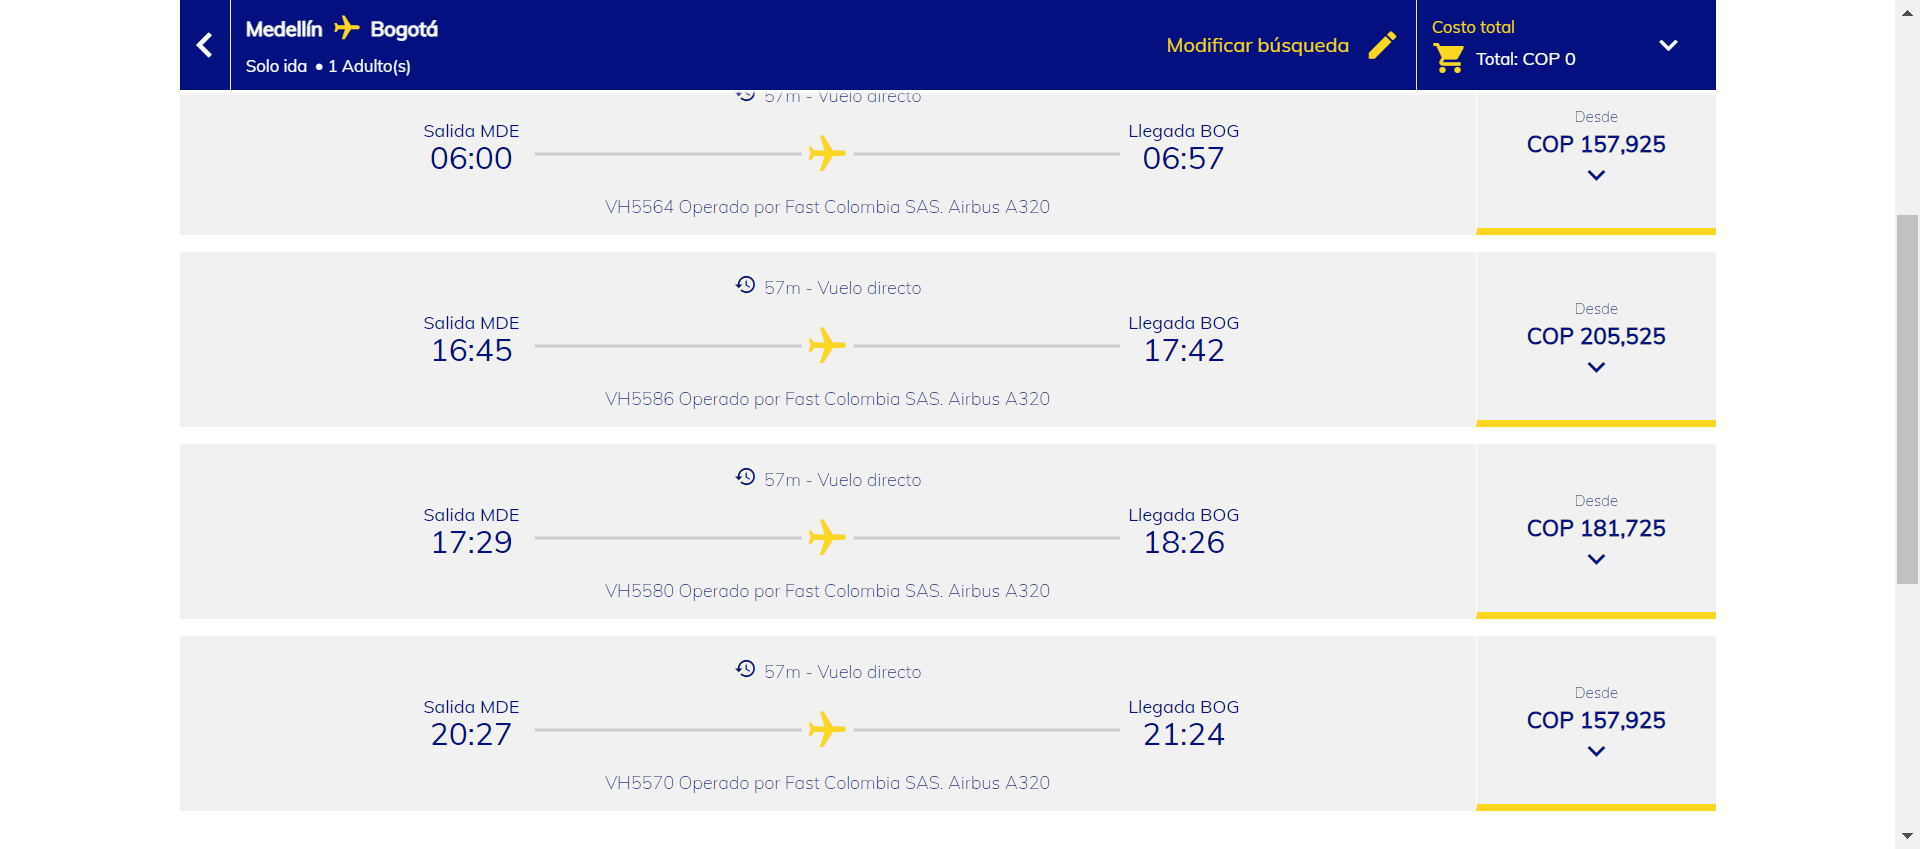 Medellín Bogotá
Solo ida • 1 Adulto(s)
Modificar búsqueda
Costo total
Total: COP 0
57m - Vuelo directo
Salida MDE
06:00
Llegada BOG
06:57
VH5564 Operado por Fast Colombia SAS. Airbus A320
Desde
COP 157,925
57m - Vuelo directo
Salida MDE
16:45
Llegada BOG
17:42
VH5586 Operado por Fast Colombia SAS. Airbus A320
Desde
COP 205,525
57m - Vuelo directo
Salida MDE
17:29
Llegada BOG
18:26
VH5580 Operado por Fast Colombia SAS. Airbus A320
Desde
COP 181,725
57m - Vuelo directo
Salida MDE
20:27
Llegada BOG
21:24
VH5570 Operado por Fast Colombia SAS. Airbus A320
Desde
COP 157,925